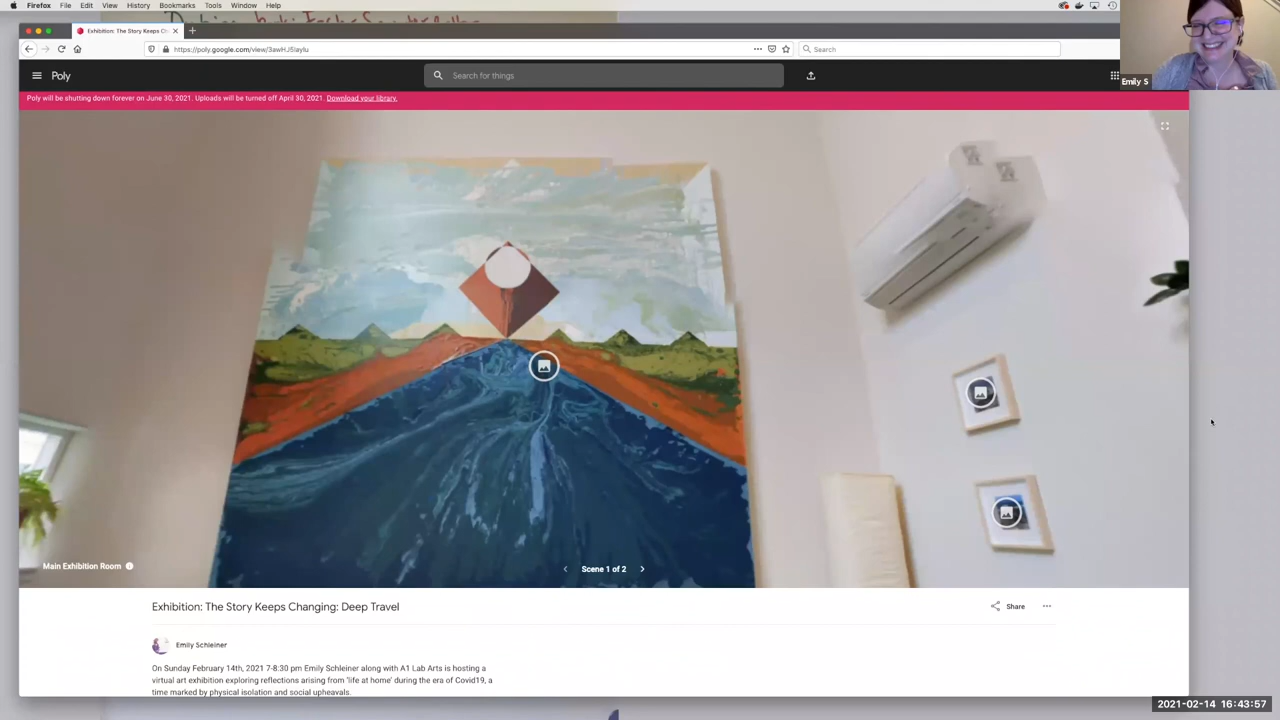 Firefox File Edit View History Bookmarks Tools Window Help
Exhibition: The Story Keeps Ch
https://poly.google.com/view/3awHJ5iaylu
Search
Poly
Search for things
Emily S
Poly will be shutting down forever on June 30, 2021. Uploads will be turned off April 30, 2021. Download your library.
Main Exhibition Room
Scene 1 of 2
Exhibition: The Story Keeps Changing: Deep Travel
Share
Emily Schleiner
On Sunday February 14th, 2021 7-8:30 pm Emily Schleiner along with A1 Lab Arts is hosting a
virtual art exhibition exploring reflections arising from 'life at home' during the era of Covid19, a
time marked by physical isolation and social upheavals.
2021-02-14 16:43:57